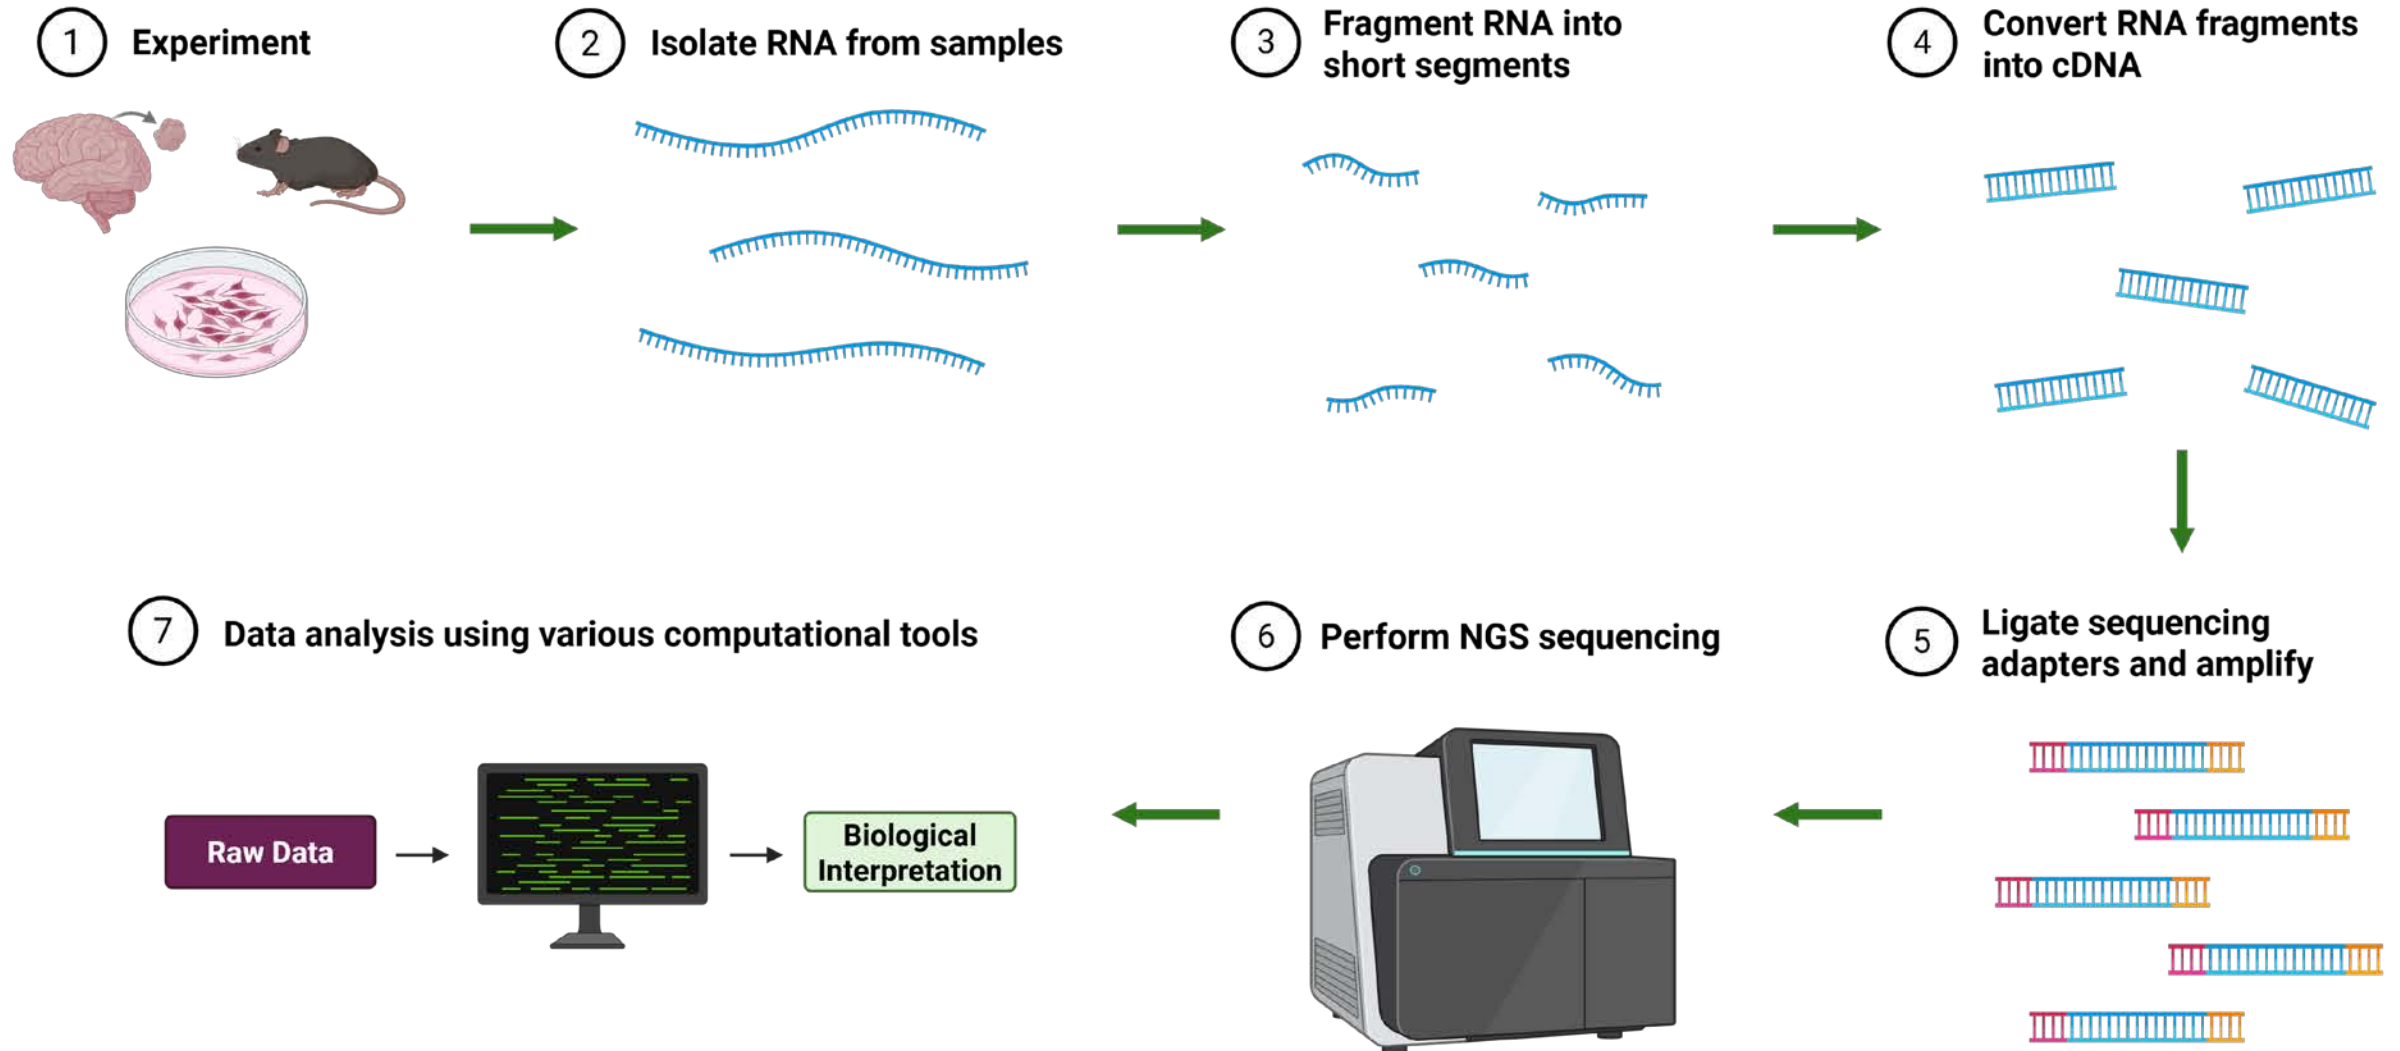 1
Experiment
2
Isolate RNA from samples
3
Fragment RNA into
short segments
4
Convert RNA fragments
into cDNA
5
Ligate sequencing
adapters and amplify
6
Perform NGS sequencing
7
Data analysis using various computational tools
Raw Data
Biological
Interpretation